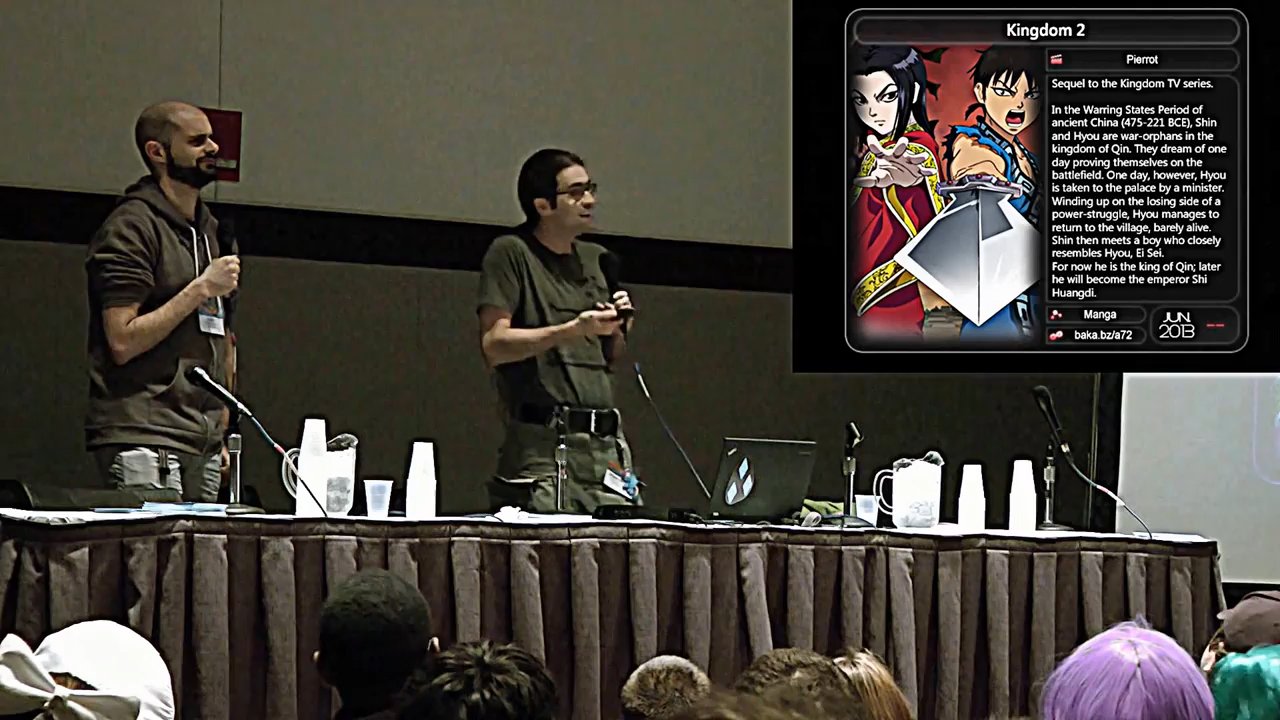 Kingdom 2
Pierrot
Sequel to the Kingdom TV series.
In the Warring States Period of
ancient China (475-221 BCE), Shin
and Hyou are war-orphans in the
kingdom of Qin. They dream of one
day proving themselves on the
battlefield. One day, however, Hyou
is taken to the palace by a minister.
Winding up on the losing side of a
power-struggle, Hyou manages to
return to the village, barely alive.
Shin then meets a boy who closely
resembles Hyou, Ei Sei.
For now he is the king of Qin; later
he will become the emperor Shi
Huangdi.
Manga
baka.bz/a72
JUN
2013
--